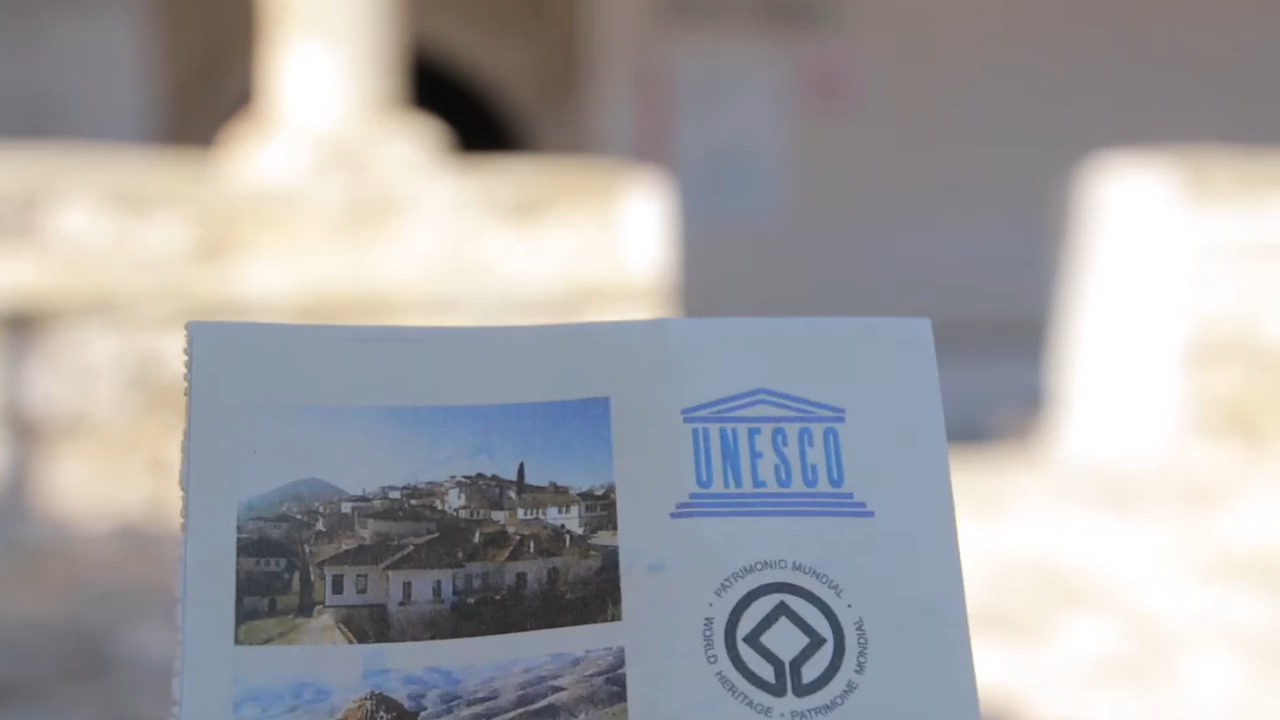 UNESCO
PATRIMONIO MUNDIAL •
WORLD HERITAGE •
PATRIMOINE MONDIAL •